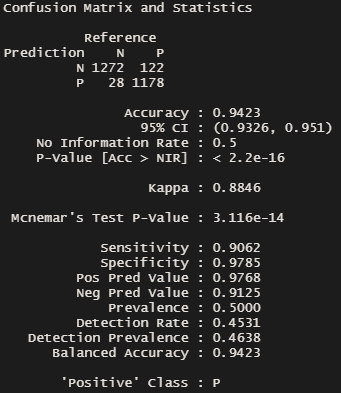 Confusion Matrix and Statistics
Reference
Prediction N P
N 1272 122
P 28 1178
Accuracy : 0.9423
95% CI : (0.9326, 0.951)
No Information Rate : 0.5
P-Value [Acc > NIR] : < 2.2e-16
Kappa : 0.8846
Mcnemar's Test P-Value : 3.116e-14
Sensitivity : 0.9062
Specificity : 0.9785
Pos Pred Value : 0.9768
Neg Pred Value : 0.9125
Prevalence : 0.5000
Detection Rate : 0.4531
Detection Prevalence : 0.4638
Balanced Accuracy : 0.9423
'Positive' Class : P